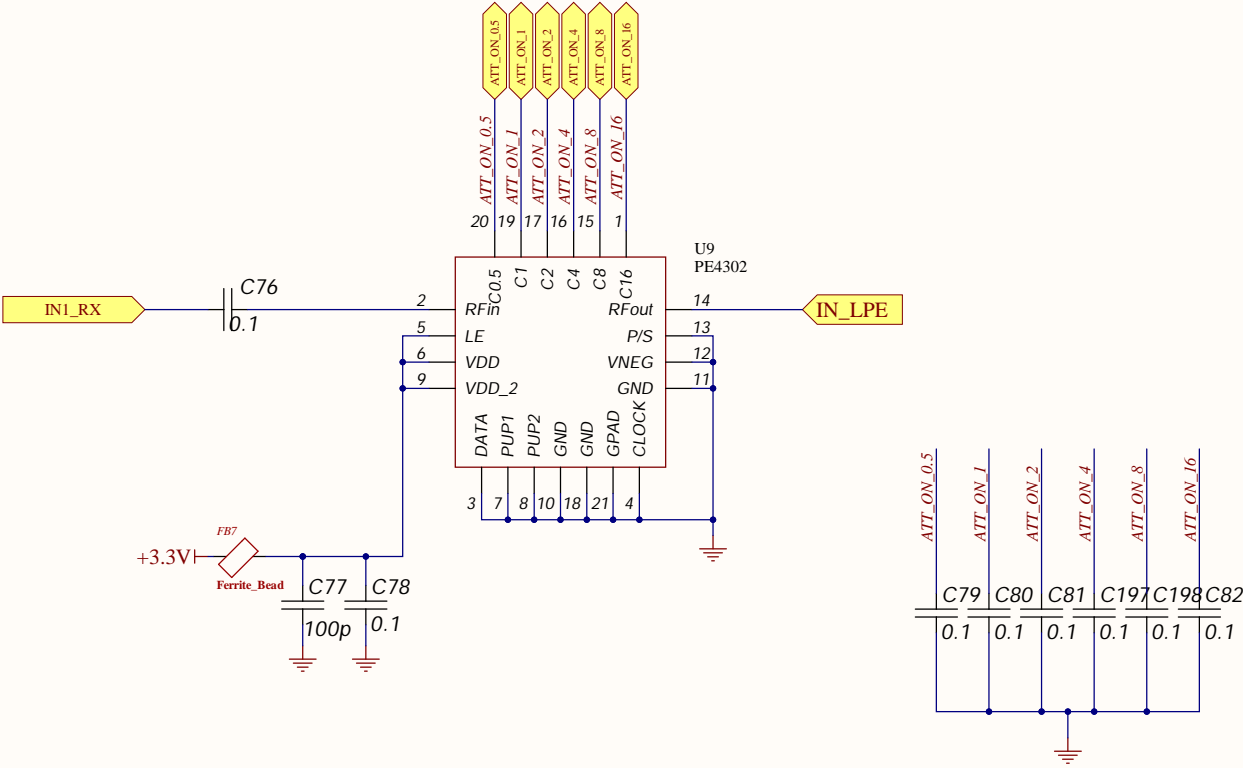 ATT_ON_0.5
ATT_ON_1
ATT_ON_2
ATT_ON_4
ATT_ON_8
ATT_ON_16
ATT_ON_0.5
ATT_ON_1
ATT_ON_2
ATT_ON_4
ATT_ON_8
ATT_ON_16
20 19 17 16 15 1
U9
PE4302
C0.5 C1 C2 C4 C8 C16
IN1_RX
C76
0.1
2 RFin
5 LE
6 VDD
9 VDD_2
RFout 14
P/S 13
VNEG 12
GND 11
IN_LPE
DATA PUP1 PUP2 GND GND GPAD CLOCK
3 7 8 10 18 21 4
+3.3V
FB7
Ferrite_Bead
C77
100p
C78
0.1
ATT_ON_0.5
ATT_ON_1
ATT_ON_2
ATT_ON_4
ATT_ON_8
ATT_ON_16
C79 C80 C81 C197 C198 C82
0.1 0.1 0.1 0.1 0.1 0.1